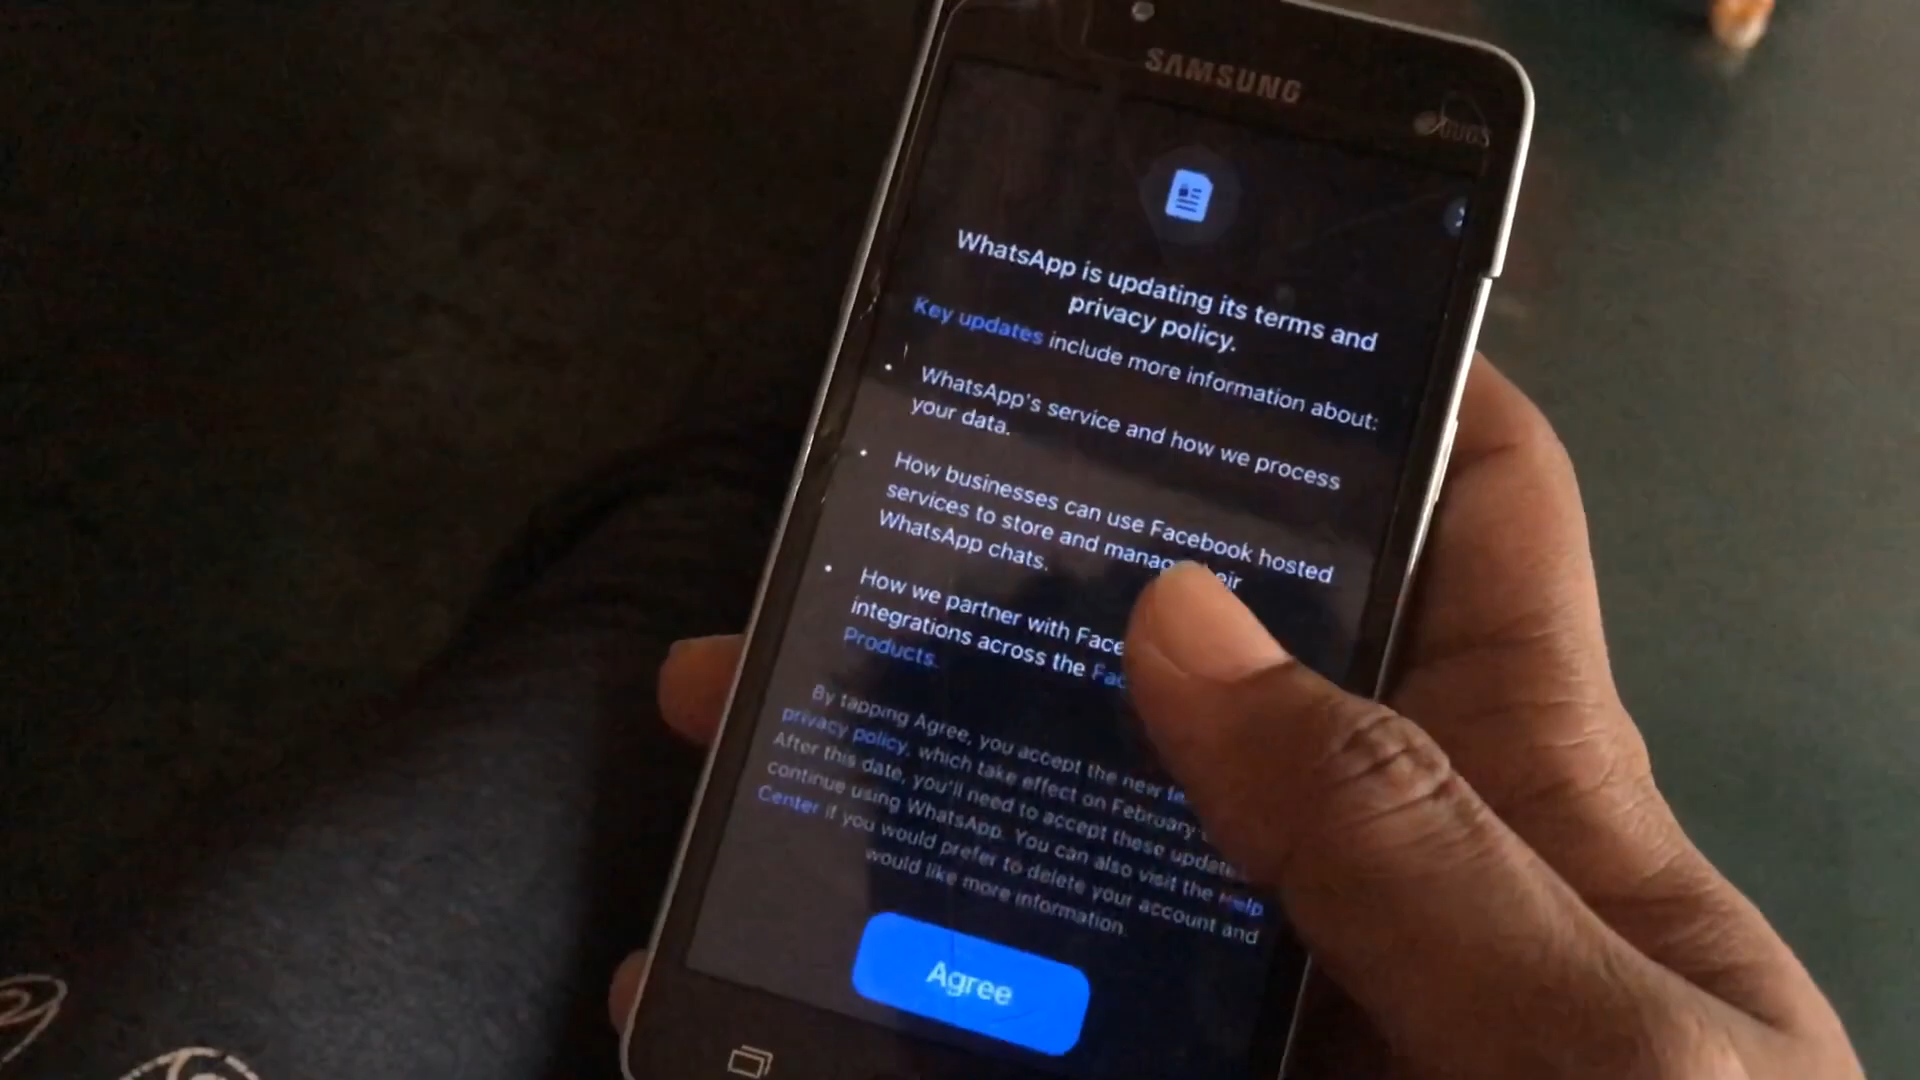 SAMSUNG
DUOS
WhatsApp is updating its terms and
privacy policy.
Key updates include more information about:
• WhatsApp's service and how we process
your data.
• How businesses can use Facebook hosted
services to store and manage
WhatsApp chats.
• How we partner with
integrations across the
Products.
By tapping Agree, you accept the new
privacy policy, which take effect on February
After this date, you'll need to accept these updates
continue using WhatsApp. You can also visit the Help
Center if you would prefer to delete your account and
would like more information.
Agree